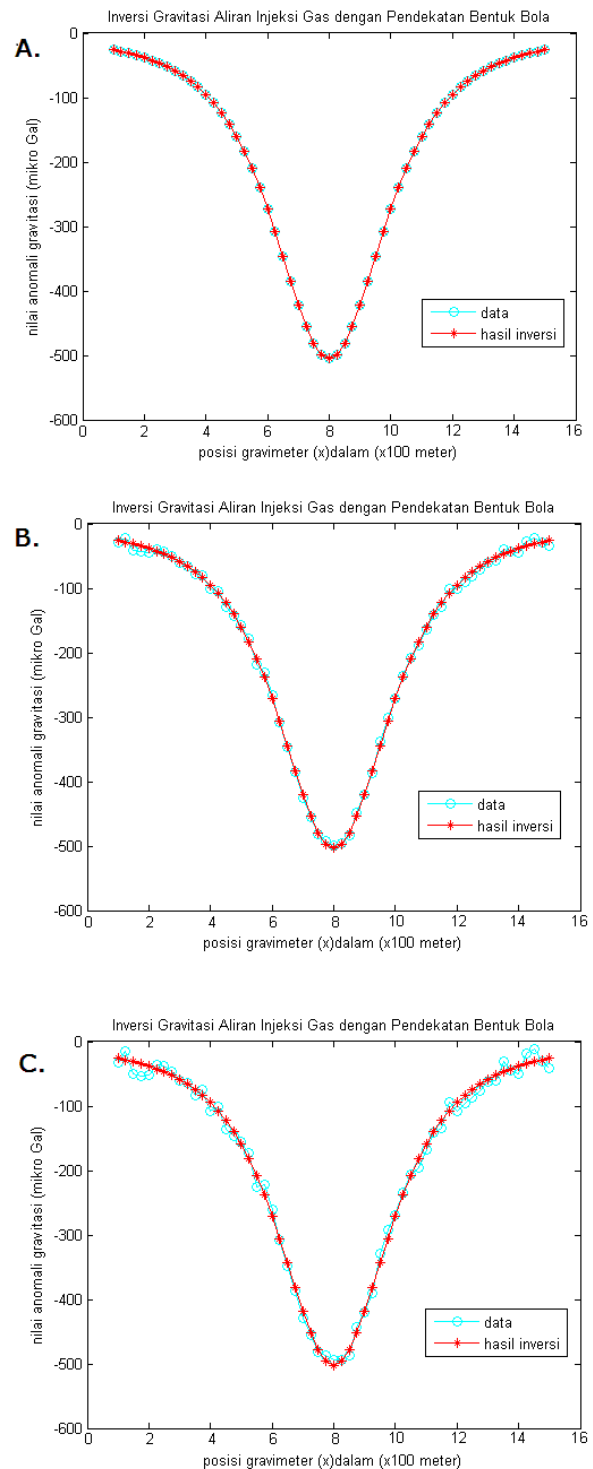 A.
Inversi Gravitasi Aliran Injeksi Gas dengan Pendekatan Bentuk Bola
nilai anomali gravitasi (mikro Gal)
0
-100
-200
-300
-400
-500
-600
data
hasil inversi
0 2 4 6 8 10 12 14 16
posisi gravimeter (x)dalam (x100 meter)
B.
Inversi Gravitasi Aliran Injeksi Gas dengan Pendekatan Bentuk Bola
nilai anomali gravitasi (mikro Gal)
0
-100
-200
-300
-400
-500
-600
data
hasil inversi
0 2 4 6 8 10 12 14 16
posisi gravimeter (x)dalam (x100 meter)
C.
Inversi Gravitasi Aliran Injeksi Gas dengan Pendekatan Bentuk Bola
nilai anomali gravitasi (mikro Gal)
0
-100
-200
-300
-400
-500
-600
data
hasil inversi
0 2 4 6 8 10 12 14 16
posisi gravimeter (x)dalam (x100 meter)